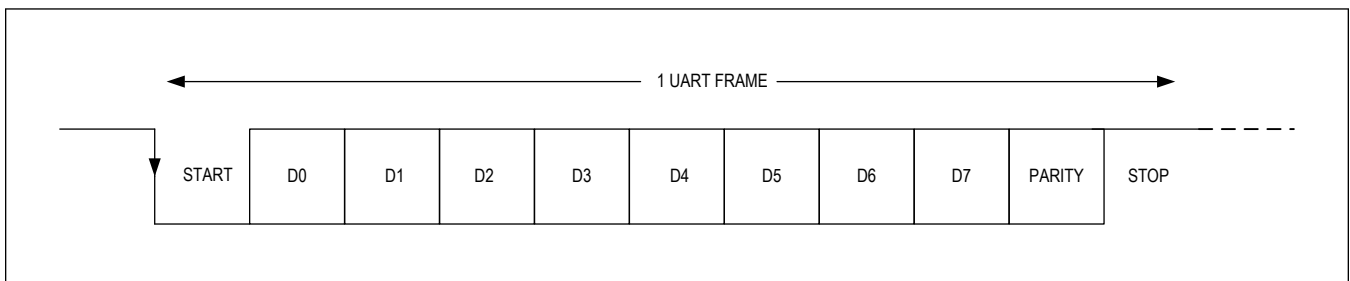 1 UART FRAME
START D0 D1 D2 D3 D4 D5 D6 D7 PARITY STOP